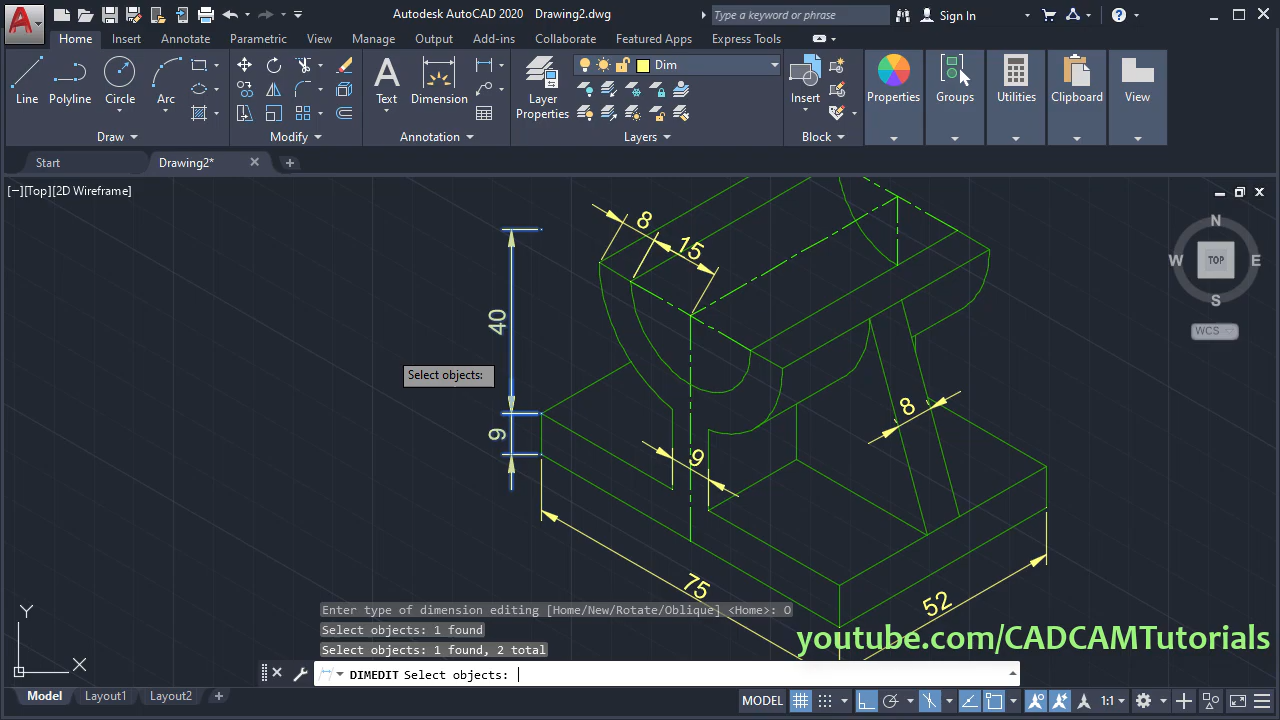 Autodesk AutoCAD 2020 Drawing2.dwg
Type a keyword or phrase
Sign In
Home Insert Annotate Parametric View Manage Output Add-ins Collaborate Featured Apps Express Tools
Line Polyline Circle Arc
Text Dimension
Layer
Properties
Dim
Insert
Properties Groups Utilities Clipboard View
Draw Modify Annotation Layers Block
Start Drawing2*
[−][Top][2D Wireframe]
N
W TOP E
S
WCS
8
15
40
9
Select objects:
8
9
75
52
Y
X
Enter type of dimension editing [Home/New/Rotate/Oblique] <Home>: O
Select objects: 1 found
Select objects: 1 found, 2 total
youtube.com/CADCAMTutorials
DIMEDIT Select objects:
Model Layout1 Layout2
MODEL 1:1